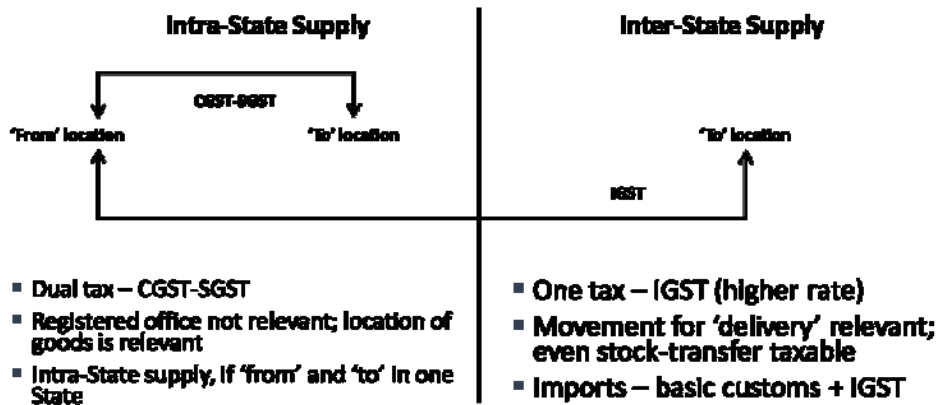 Intra-State Supply
Inter-State Supply
CGST-SGST
'From' location
'To' location
'To' location
IGST
▪ Dual tax – CGST-SGST
▪ Registered office not relevant; location of
goods is relevant
▪ Intra-State supply, if 'from' and 'to' in one
State
▪ One tax – IGST (higher rate)
▪ Movement for 'delivery' relevant;
even stock-transfer taxable
▪ Imports – basic customs + IGST